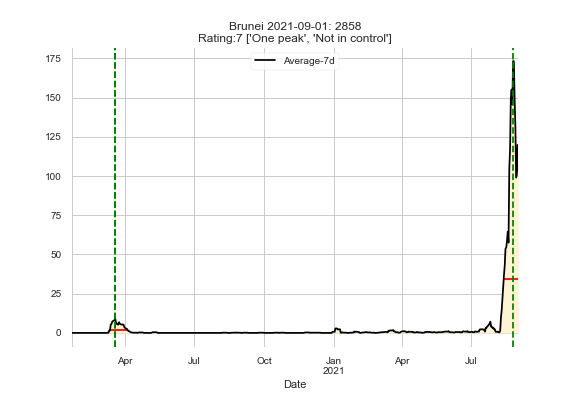 Brunei 2021-09-01: 2858
Rating:7 ['One peak', 'Not in control']
Average-7d
175
150
125
100
75
50
25
0
Apr Jul Oct Jan Apr Jul
2021
Date